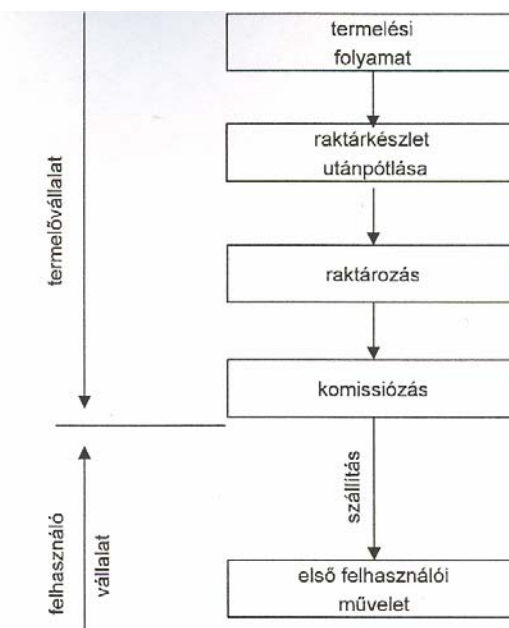 termelési
folyamat
raktárkészlet
utánpótlása
termelővállalat
raktározás
komissiózás
szállítás
felhasználó
vállalat
első felhasználói
művelet